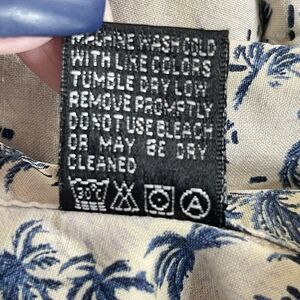 MACHINE WASH COLD
WITH LIKE COLORS
TUMBLE DRY LOW
REMOVE PROMPTLY
DO NOT USE BLEACH
OR MAY BE DRY
CLEANED
A